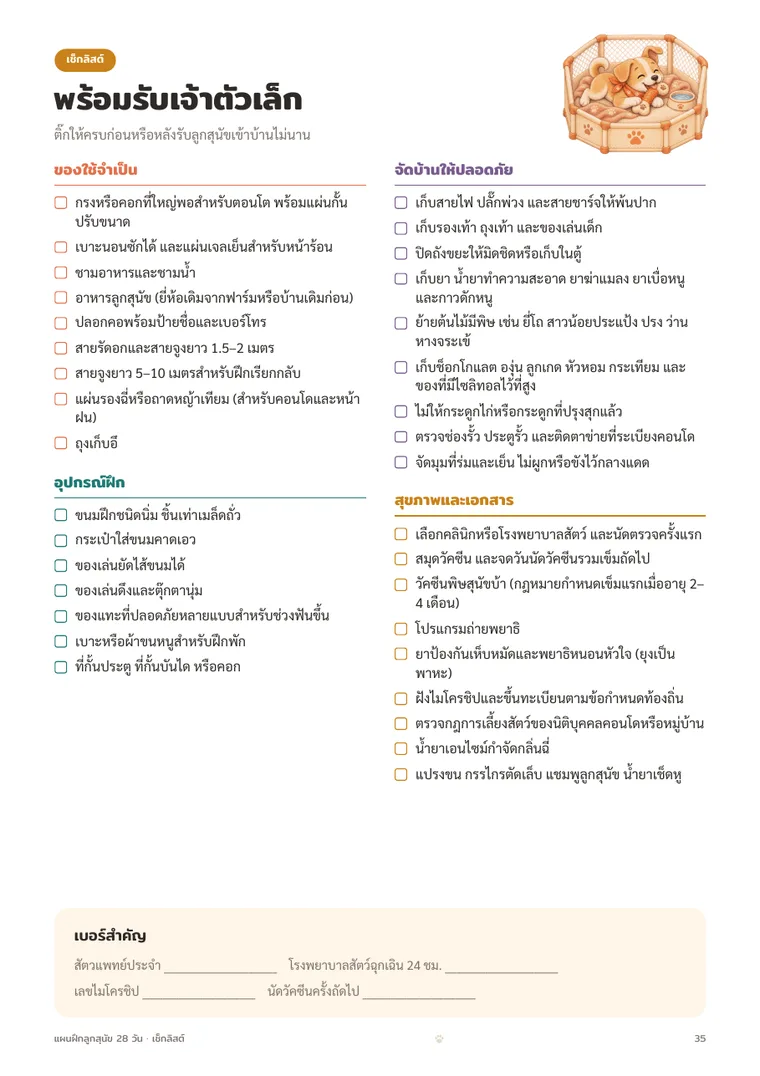 เช็กลิสต์
พร้อมรับเจ้าตัวเล็ก
ติ๊กให้ครบก่อนหรือหลังรับลูกสุนัขเข้าบ้านไม่นาน
ของใช้จำเป็น
กรงหรือคอกที่ใหญ่พอสำหรับตอนโต พร้อมแผ่นกั้น
ปรับขนาด
เบาะนอนซักได้ และแผ่นเจลเย็นสำหรับหน้าร้อน
ชามอาหารและชามน้ำ
อาหารลูกสุนัข (ยี่ห้อเดิมจากฟาร์มหรือบ้านเดิมก่อน)
ปลอกคอพร้อมป้ายชื่อและเบอร์โทร
สายรัดอกและสายจูงยาว 1.5–2 เมตร
สายจูงยาว 5–10 เมตรสำหรับฝึกเรียกกลับ
แผ่นรองฉี่หรือถาดหญ้าเทียม (สำหรับคอนโดและหน้า
ฝน)
ถุงเก็บอึ
อุปกรณ์ฝึก
ขนมฝึกชนิดนิ่ม ชิ้นเท่าเมล็ดถั่ว
กระเป๋าใส่ขนมคาดเอว
ของเล่นยัดไส้ขนมได้
ของเล่นดึงและตุ๊กตานุ่ม
ของแทะที่ปลอดภัยหลายแบบสำหรับช่วงฟันขึ้น
เบาะหรือผ้าขนหนูสำหรับฝึกพัก
ที่กั้นประตู ที่กั้นบันได หรือคอก
จัดบ้านให้ปลอดภัย
เก็บสายไฟ ปลั๊กพ่วง และสายชาร์จให้พ้นปาก
เก็บรองเท้า ถุงเท้า และของเล่นเด็ก
ปิดถังขยะให้มิดชิดหรือเก็บในตู้
เก็บยา น้ำยาทำความสะอาด ยาฆ่าแมลง ยาเบื่อหนู
และกาวดักหนู
ย้ายต้นไม้มีพิษ เช่น ยี่โถ สาวน้อยประแป้ง ปรง ว่าน
หางจระเข้
เก็บช็อกโกแลต องุ่น ลูกเกด หัวหอม กระเทียม และ
ของที่มีไซลิทอลไว้ที่สูง
ไม่ให้กระดูกไก่หรือกระดูกที่ปรุงสุกแล้ว
ตรวจช่องรั้ว ประตูรั้ว และติดตาข่ายที่ระเบียงคอนโด
จัดมุมที่ร่มและเย็น ไม่ผูกหรือขังไว้กลางแดด
สุขภาพและเอกสาร
เลือกคลินิกหรือโรงพยาบาลสัตว์ และนัดตรวจครั้งแรก
สมุดวัคซีน และจดวันนัดวัคซีนรวมเข็มถัดไป
วัคซีนพิษสุนัขบ้า (กฎหมายกำหนดเข็มแรกเมื่ออายุ 2–
4 เดือน)
โปรแกรมถ่ายพยาธิ
ยาป้องกันเห็บหมัดและพยาธิหนอนหัวใจ (ยุงเป็น
พาหะ)
ฝังไมโครชิปและขึ้นทะเบียนตามข้อกำหนดท้องถิ่น
ตรวจกฎการเลี้ยงสัตว์ของนิติบุคคลคอนโดหรือหมู่บ้าน
น้ำยาเอนไซม์กำจัดกลิ่นฉี่
แปรงขน กรรไกรตัดเล็บ แชมพูลูกสุนัข น้ำยาเช็ดหู
เบอร์สำคัญ
สัตวแพทย์ประจำ ________________ โรงพยาบาลสัตว์ฉุกเฉิน 24 ชม. ________________
เลขไมโครชิป ________________ นัดวัคซีนครั้งถัดไป ________________
แผนฝึกลูกสุนัข 28 วัน · เช็กลิสต์
35